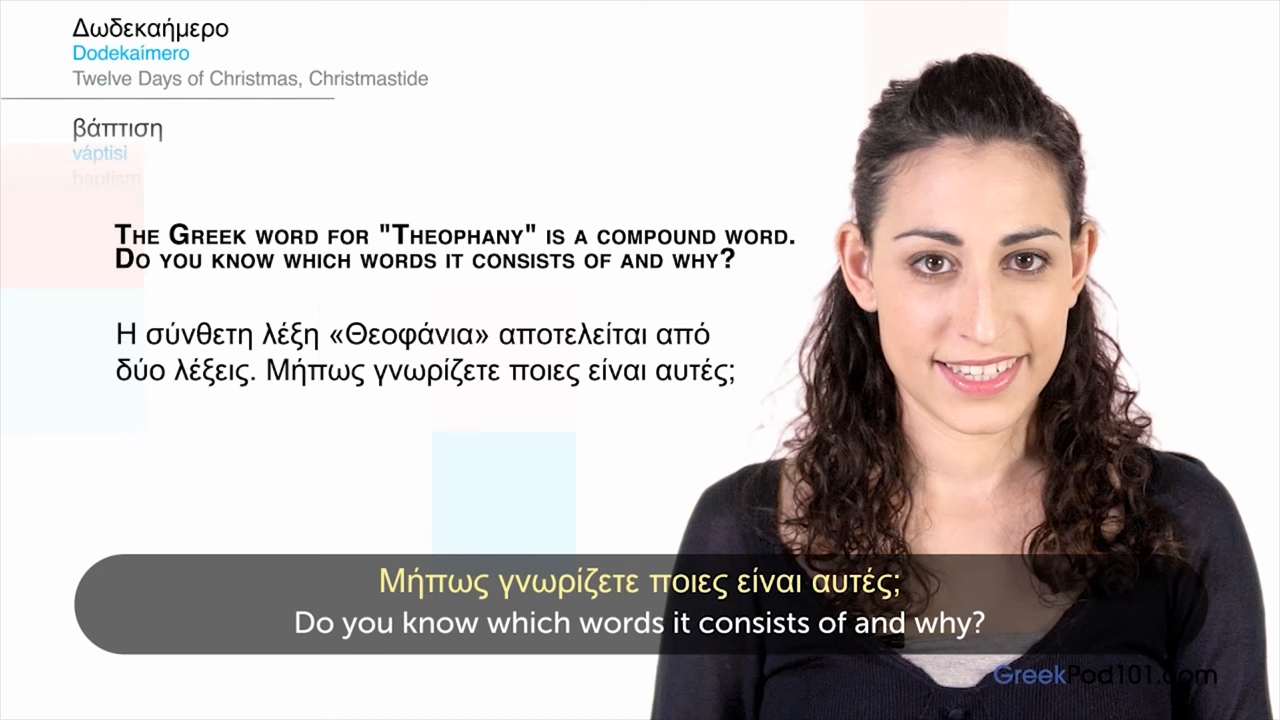 Δωδεκαήμερο
Dodekaímero
Twelve Days of Christmas, Christmastide
βάπτιση
váptisi
baptism
The Greek word for "Theophany" is a compound word.
Do you know which words it consists of and why?
Η σύνθετη λέξη «Θεοφάνια» αποτελείται από
δύο λέξεις. Μήπως γνωρίζετε ποιες είναι αυτές;
Μήπως γνωρίζετε ποιες είναι αυτές;
Do you know which words it consists of and why?
GreekPod101.com